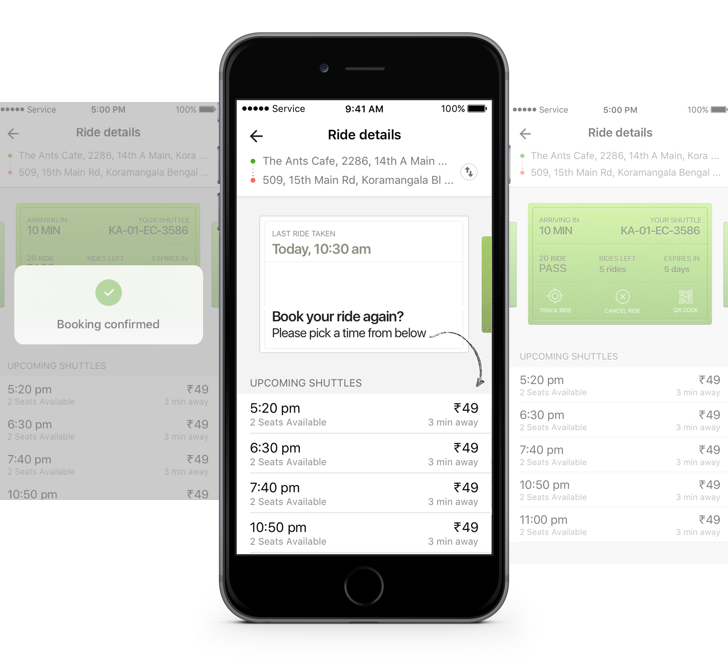 Service 5:00 PM 100%
Ride details
The Ants Cafe, 2286, 14th A Main, Kora ...
509, 15th Main Rd, Koramangala Bengal ...
ARRIVING IN YOUR SHUTTLE
10 MIN KA-01-EC-3586
20 RIDE RIDES LEFT EXPIRES IN
PASS
Booking confirmed
UPCOMING SHUTTLES
5:20 pm ₹49
2 Seats Available 3 min away
6:30 pm ₹49
2 Seats Available 3 min away
7:40 pm ₹49
2 Seats Available 3 min away
10:50 pm ₹49
Service 9:41 AM 100%
Ride details
The Ants Cafe, 2286, 14th A Main ...
509, 15th Main Rd, Koramangala Bl ...
LAST RIDE TAKEN
Today, 10:30 am
Book your ride again?
Please pick a time from below
UPCOMING SHUTTLES
5:20 pm ₹49
2 Seats Available 3 min away
6:30 pm ₹49
2 Seats Available 3 min away
7:40 pm ₹49
2 Seats Available 3 min away
10:50 pm ₹49
2 Seats Available 3 min away
Service 5:00 PM 100%
Ride details
The Ants Cafe, 2286, 14th A Main, Kora ...
509, 15th Main Rd, Koramangala Bengal ...
ARRIVING IN YOUR SHUTTLE
10 MIN KA-01-EC-3586
20 RIDE RIDES LEFT EXPIRES IN
PASS 5 rides 5 days
TRACK RIDE CANCEL RIDE QR CODE
UPCOMING SHUTTLES
5:20 pm ₹49
2 Seats Available 3 min away
6:30 pm ₹49
2 Seats Available 3 min away
7:40 pm ₹49
2 Seats Available 3 min away
10:50 pm ₹49
2 Seats Available 3 min away
11:00 pm ₹49
2 Seats Available 3 min away